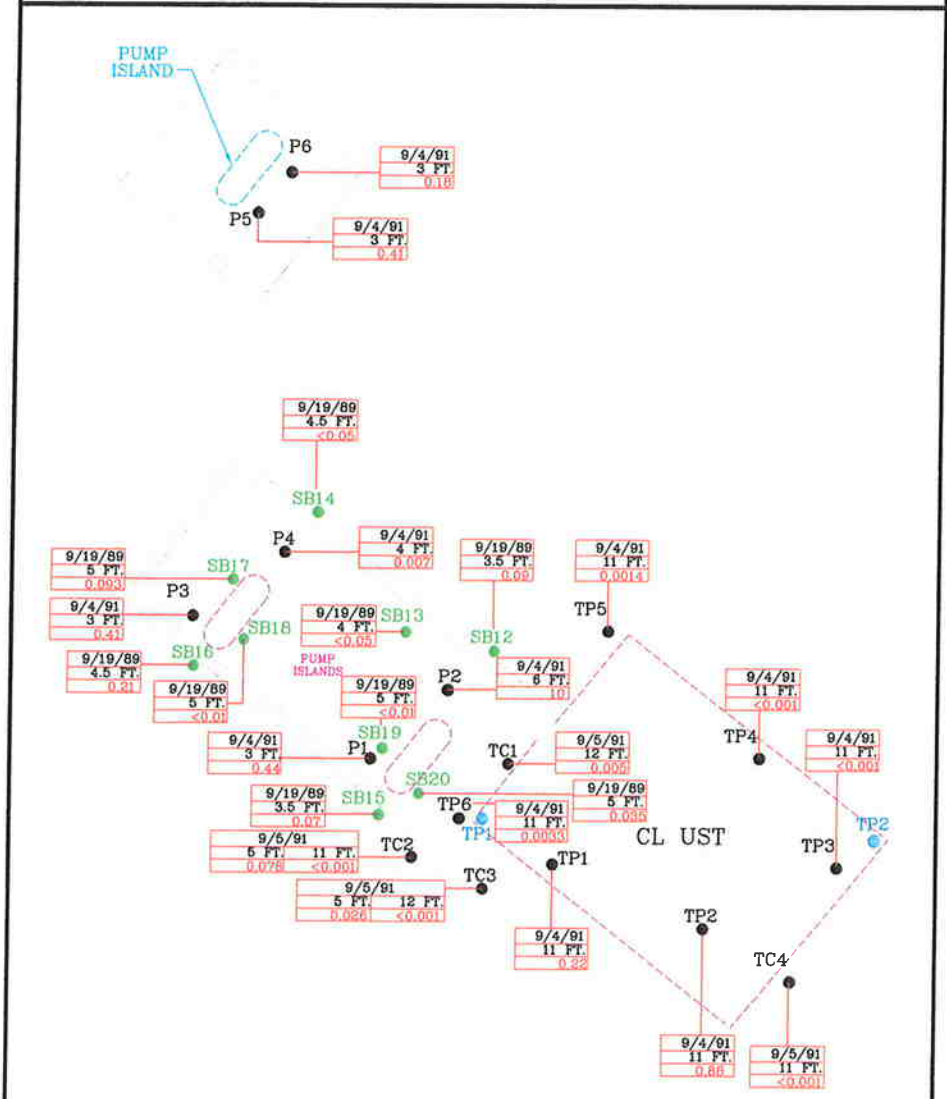 PUMP
ISLAND
P6
9/4/91
3 FT.
0.18
P5
9/4/91
3 FT.
0.41
9/19/89
4.5 FT.
<0.05
SB14
P4
9/4/91
4 FT.
0.007
9/19/89
3.5 FT.
0.09
9/4/91
11 FT.
0.0014
9/19/89
5 FT.
0.093
SB17
P3
9/4/91
3 FT.
0.41
9/19/89
4 FT.
<0.05
SB13
TP5
SB18
SB12
9/19/89
4.5 FT.
0.21
SB16
PUMP
ISLANDS
9/19/89
5 FT.
<0.01
9/19/89
5 FT.
<0.01
P2
9/4/91
6 FT.
10
9/4/91
11 FT.
<0.001
TP4
9/4/91
3 FT.
0.44
P1
SB19
TC1
9/5/91
12 FT.
0.005
9/4/91
11 FT.
<0.001
9/19/89
3.5 FT.
0.07
SB15
SB20
9/19/89
5 FT.
0.035
TP6
TP1
9/4/91
11 FT.
0.0033
CL UST
TP3
TP2
9/5/91
5 FT. 11 FT.
0.078 <0.001
TC2
9/5/91
5 FT. 12 FT.
0.026 <0.001
TC3
TP1
9/4/91
11 FT.
0.22
TP2
TC4
9/4/91
11 FT.
0.88
9/5/91
11 FT.
<0.001